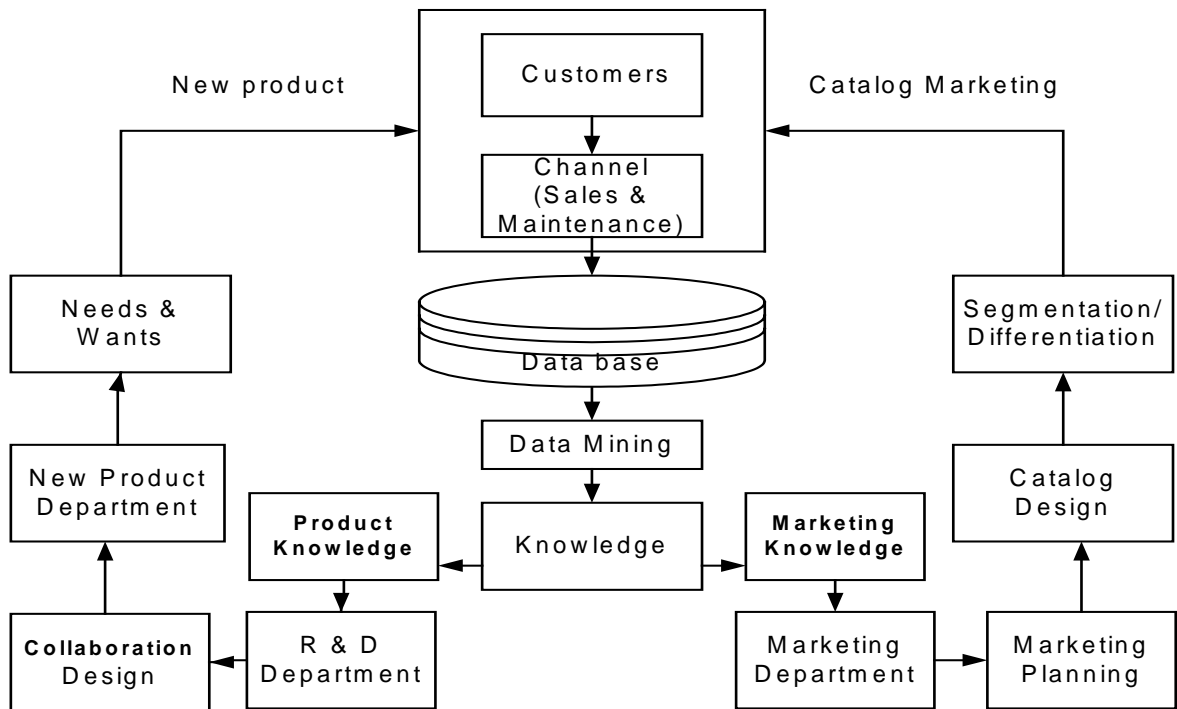 Customers
New product
Catalog Marketing
Channel
(Sales &
Maintenance)
Needs &
Wants
Segmentation/
Differentiation
Data base
Data Mining
New Product
Department
Catalog
Design
Product
Knowledge
Knowledge
Marketing
Knowledge
Collaboration
Design
R & D
Department
Marketing
Department
Marketing
Planning